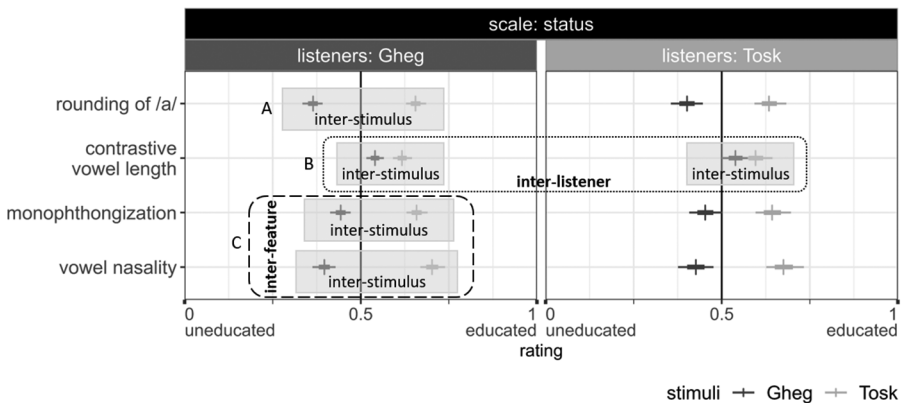 scale: status
listeners: Gheg
listeners: Tosk
rounding of /a/
A
inter-stimulus
contrastive
vowel length
B
inter-stimulus
inter-stimulus
inter-listener
monophthongization
inter-stimulus
C
inter-feature
vowel nasality
inter-stimulus
0 0.5 1 0 0.5 1
uneducated educated uneducated educated
rating
stimuli Gheg Tosk